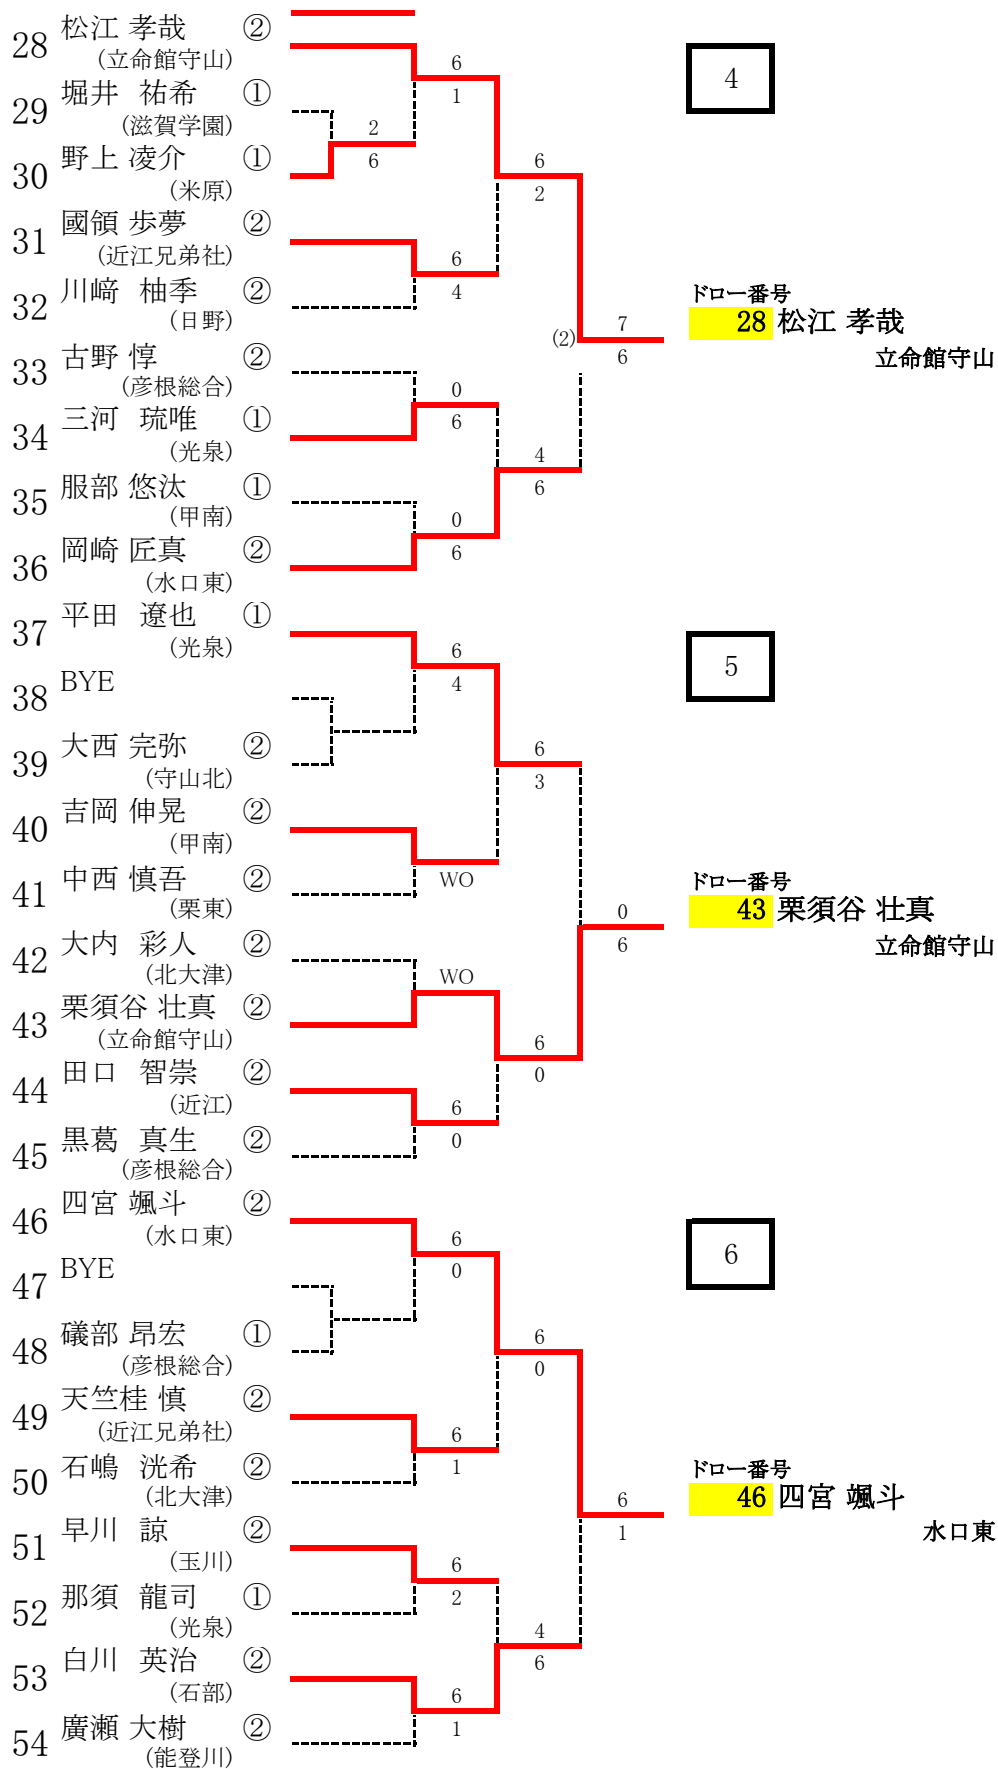 28 松江 孝哉 ②
(立命館守山)
29 堀井 祐希 ①
(滋賀学園)
30 野上 凌介 ①
(米原)
31 國領 歩夢 ②
(近江兄弟社)
32 川﨑 柚季 ②
(日野)
33 古野 惇 ②
(彦根総合)
34 三河 琉唯 ①
(光泉)
35 服部 悠汰 ①
(甲南)
36 岡崎 匠真 ②
(水口東)
6
1
2
6
6
2
6
4
(2)
7
6
0
6
4
6
0
6
4
ドロー番号
28 松江 孝哉
立命館守山
37 平田 遼也 ①
(光泉)
38 BYE
39 大西 完弥 ②
(守山北)
40 吉岡 伸晃 ②
(甲南)
41 中西 慎吾 ②
(栗東)
42 大内 彩人 ②
(北大津)
43 栗須谷 壮真 ②
(立命館守山)
44 田口 智崇 ②
(近江)
45 黒葛 真生 ②
(彦根総合)
6
4
6
3
WO
0
6
WO
6
0
6
0
5
ドロー番号
43 栗須谷 壮真
立命館守山
46 四宮 颯斗 ②
(水口東)
47 BYE
48 礒部 昂宏 ①
(彦根総合)
49 天竺桂 慎 ②
(近江兄弟社)
50 石嶋 洸希 ②
(北大津)
51 早川 諒 ②
(玉川)
52 那須 龍司 ①
(光泉)
53 白川 英治 ②
(石部)
54 廣瀬 大樹 ②
(能登川)
6
0
6
0
6
1
6
1
6
2
4
6
6
1
6
ドロー番号
46 四宮 颯斗
水口東